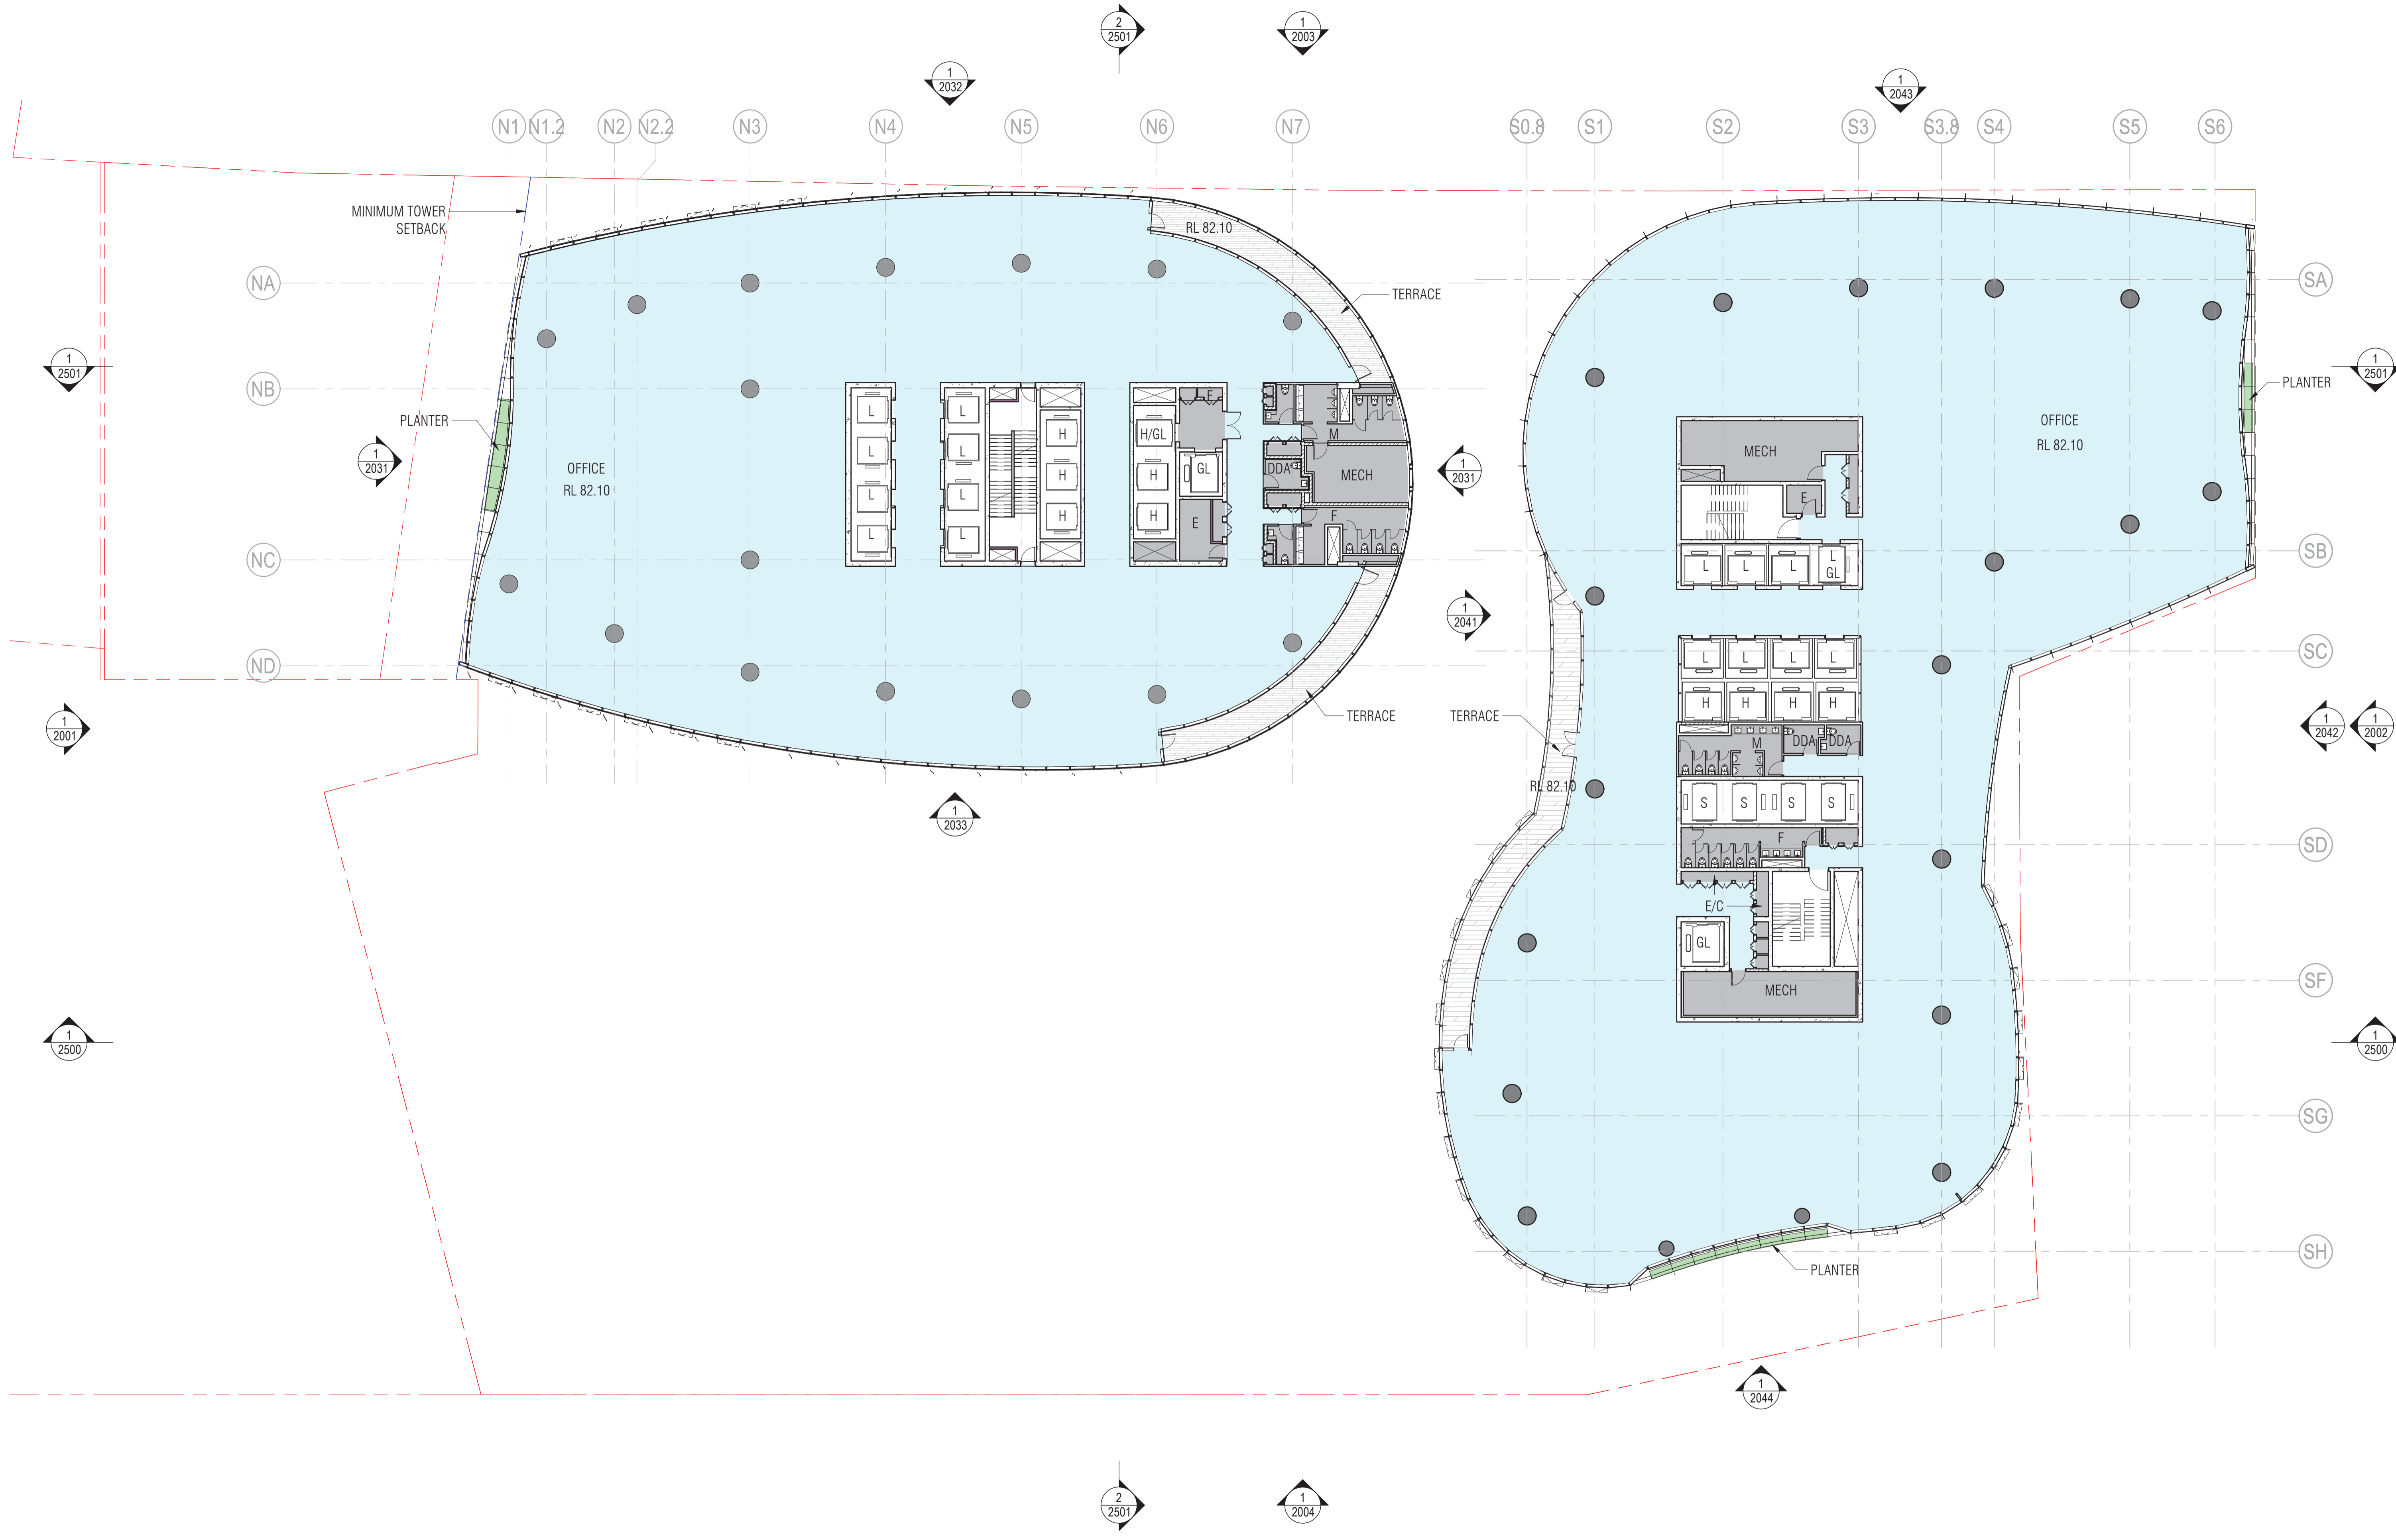 2
2501
1
2003
1
2032
1
2043
N1
N1.2
N2
N2.2
N3
N4
N5
N6
N7
S0.8
S1
S2
S3
S3.8
S4
S5
S6
MINIMUM TOWER
SETBACK
RL 82.10
NA
TERRACE
SA
1
2501
1
2501
NB
PLANTER
PLANTER
L
L
H
H/GL
E
M
OFFICE
RL 82.10
1
2031
OFFICE
RL 82.10
L
L
H
H
GL
DDA
MECH
1
2031
MECH
L
L
H
H
E
F
E
L
L
NC
SB
L
L
L
L
GL
1
2041
ND
SC
L
L
L
L
H
H
H
H
TERRACE
TERRACE
1
2001
M
DDA
DDA
1
2042
1
2002
RL 82.10
S
S
S
S
1
2033
F
SD
E/C
GL
SF
MECH
1
2500
1
2500
SG
SH
PLANTER
1
2044
2
2501
1
2004